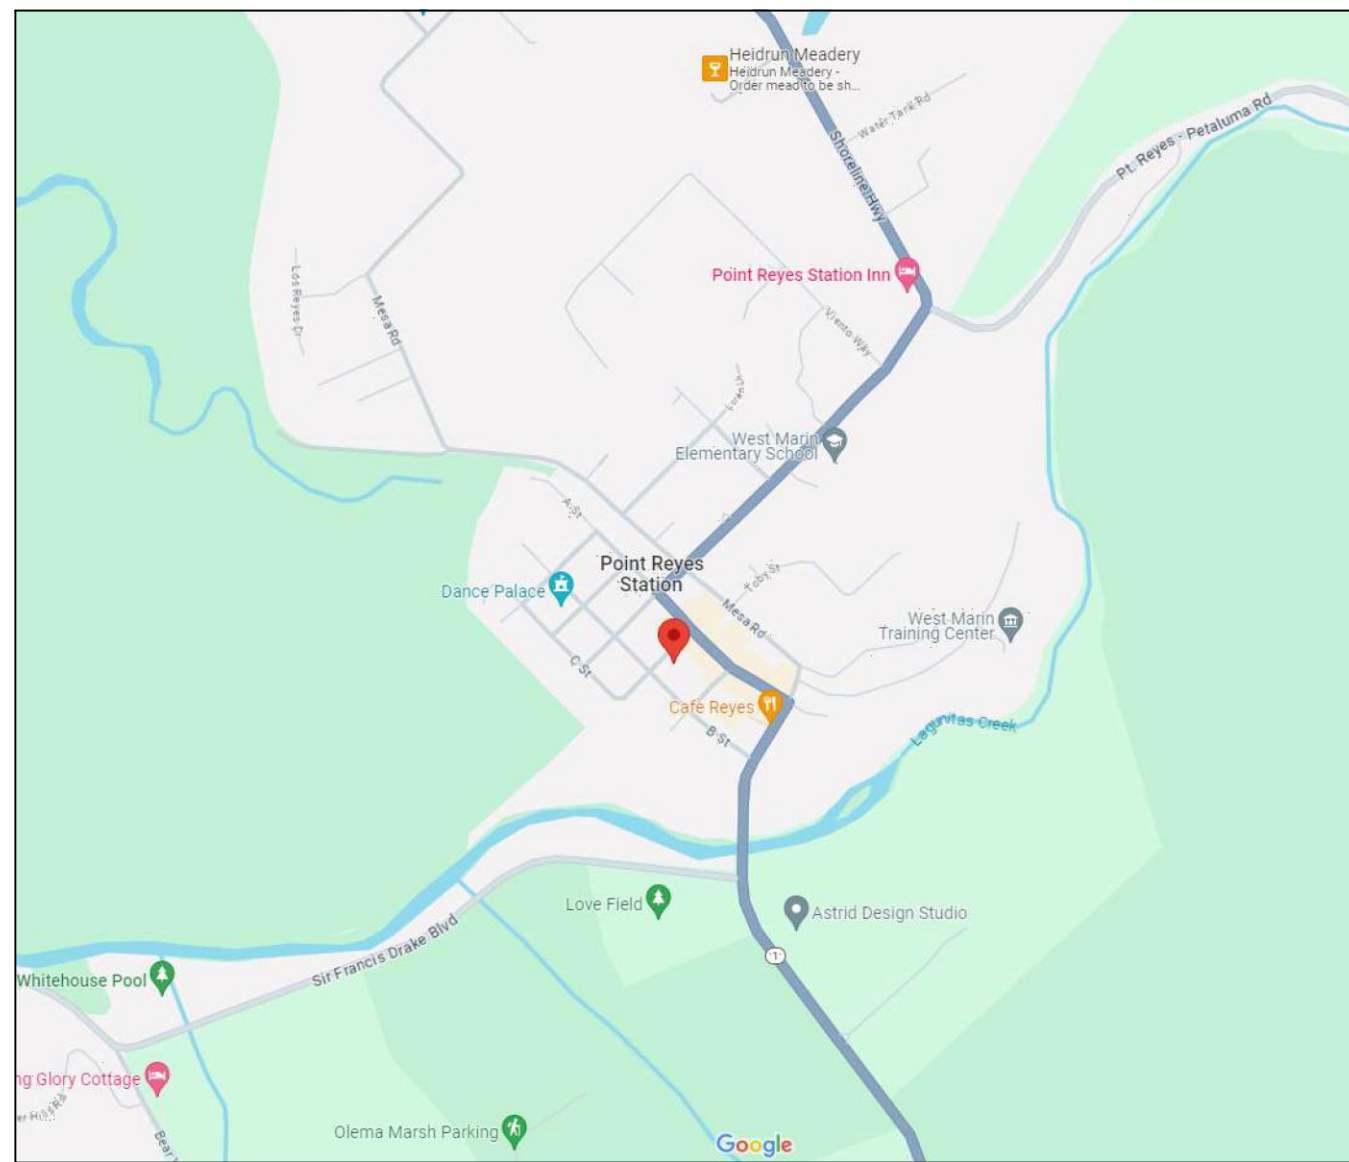 Heidrun Meadery
Heidrun Meadery -
Order mead to be sh...
Water Tank Rd
Shoreline Hwy
Pt. Reyes - Petaluma Rd
Point Reyes Station Inn
Los Reyes Dr
Mesa Rd
Viento Way
West Marin
Elementary School
A St
Point Reyes
Station
Dance Palace
Toby St
Mesa Rd
West Marin
Training Center
C St
Café Reyes
B St
Lagunitas Creek
Love Field
Astrid Design Studio
Sir Francis Drake Blvd
1
Whitehouse Pool
ng Glory Cottage
Bear
Olema Marsh Parking
Google